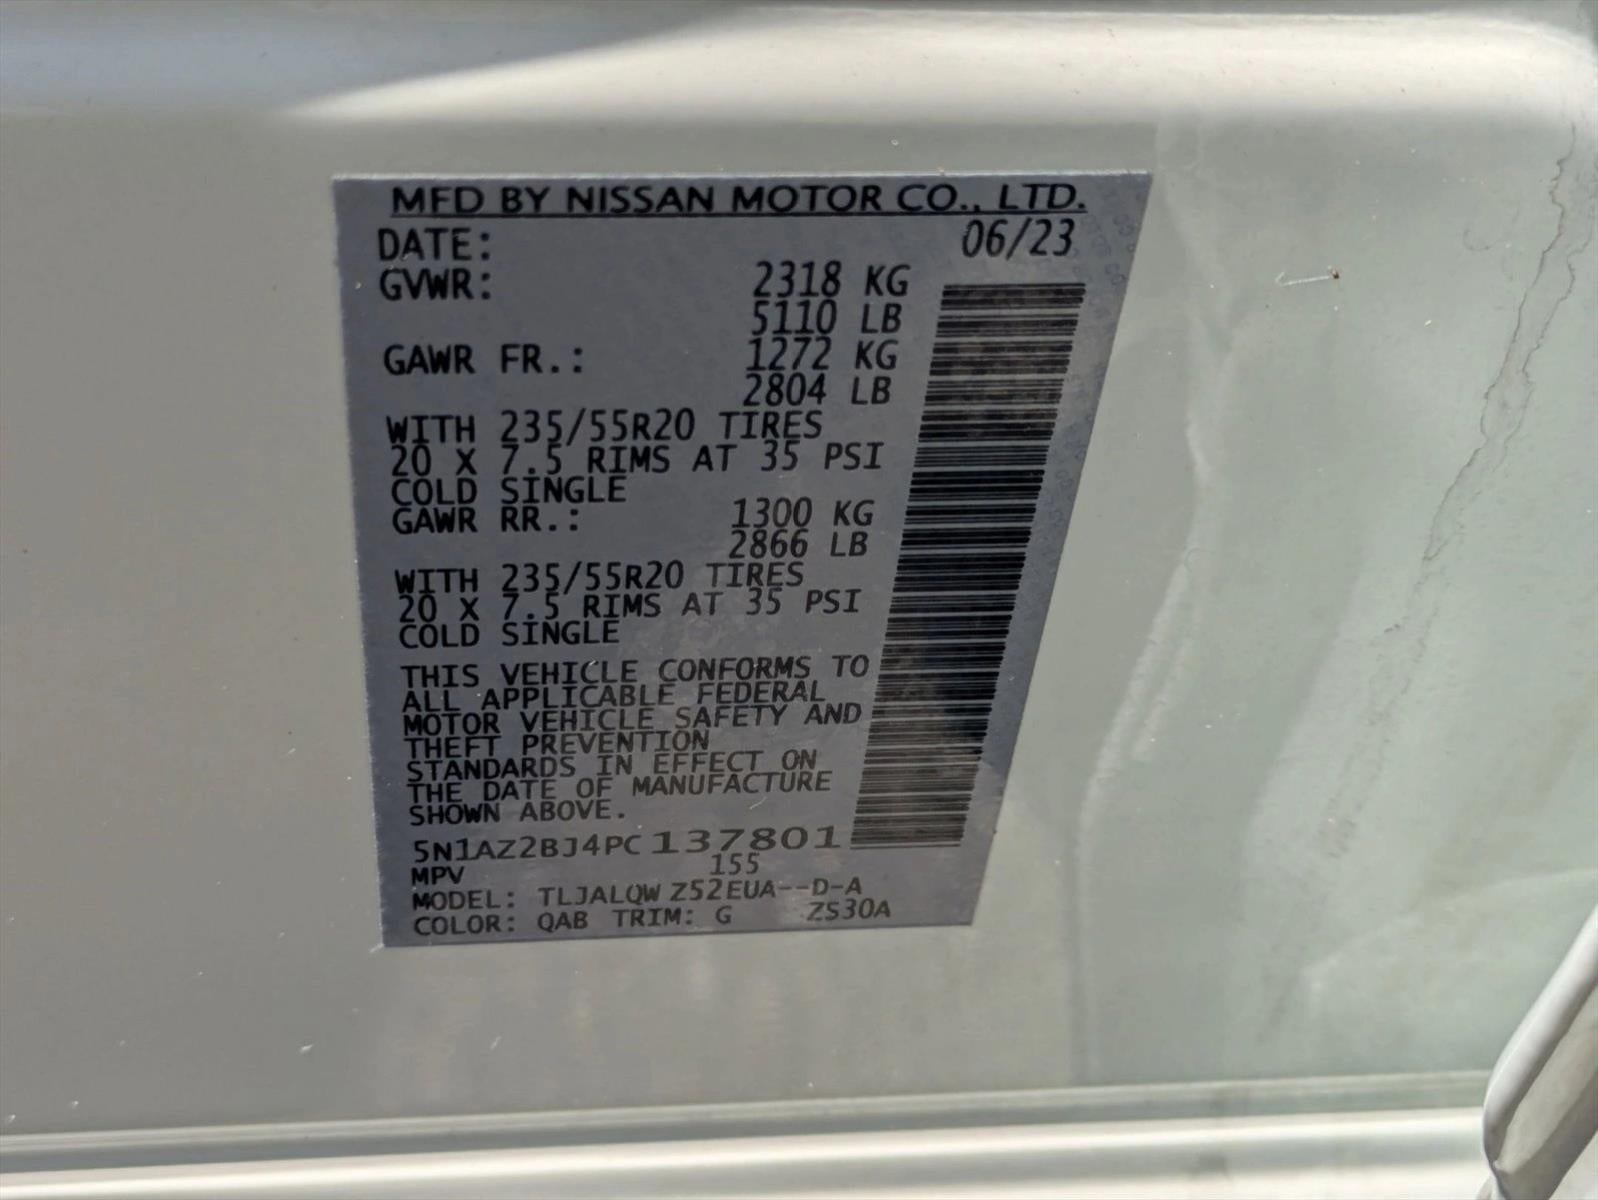 MFD BY NISSAN MOTOR CO., LTD.
DATE: 06/23
GVWR: 2318 KG
5110 LB
GAWR FR.: 1272 KG
2804 LB
WITH 235/55R20 TIRES
20 X 7.5 RIMS AT 35 PSI
COLD SINGLE
GAWR RR.: 1300 KG
2866 LB
WITH 235/55R20 TIRES
20 X 7.5 RIMS AT 35 PSI
COLD SINGLE
THIS VEHICLE CONFORMS TO
ALL APPLICABLE FEDERAL
MOTOR VEHICLE SAFETY AND
THEFT PREVENTION
STANDARDS IN EFFECT ON
THE DATE OF MANUFACTURE
SHOWN ABOVE.
5N1AZ2BJ4PC137801
MPV 155
MODEL: TLJALQW Z52EUA--D-A
COLOR: QAB TRIM: G ZS30A